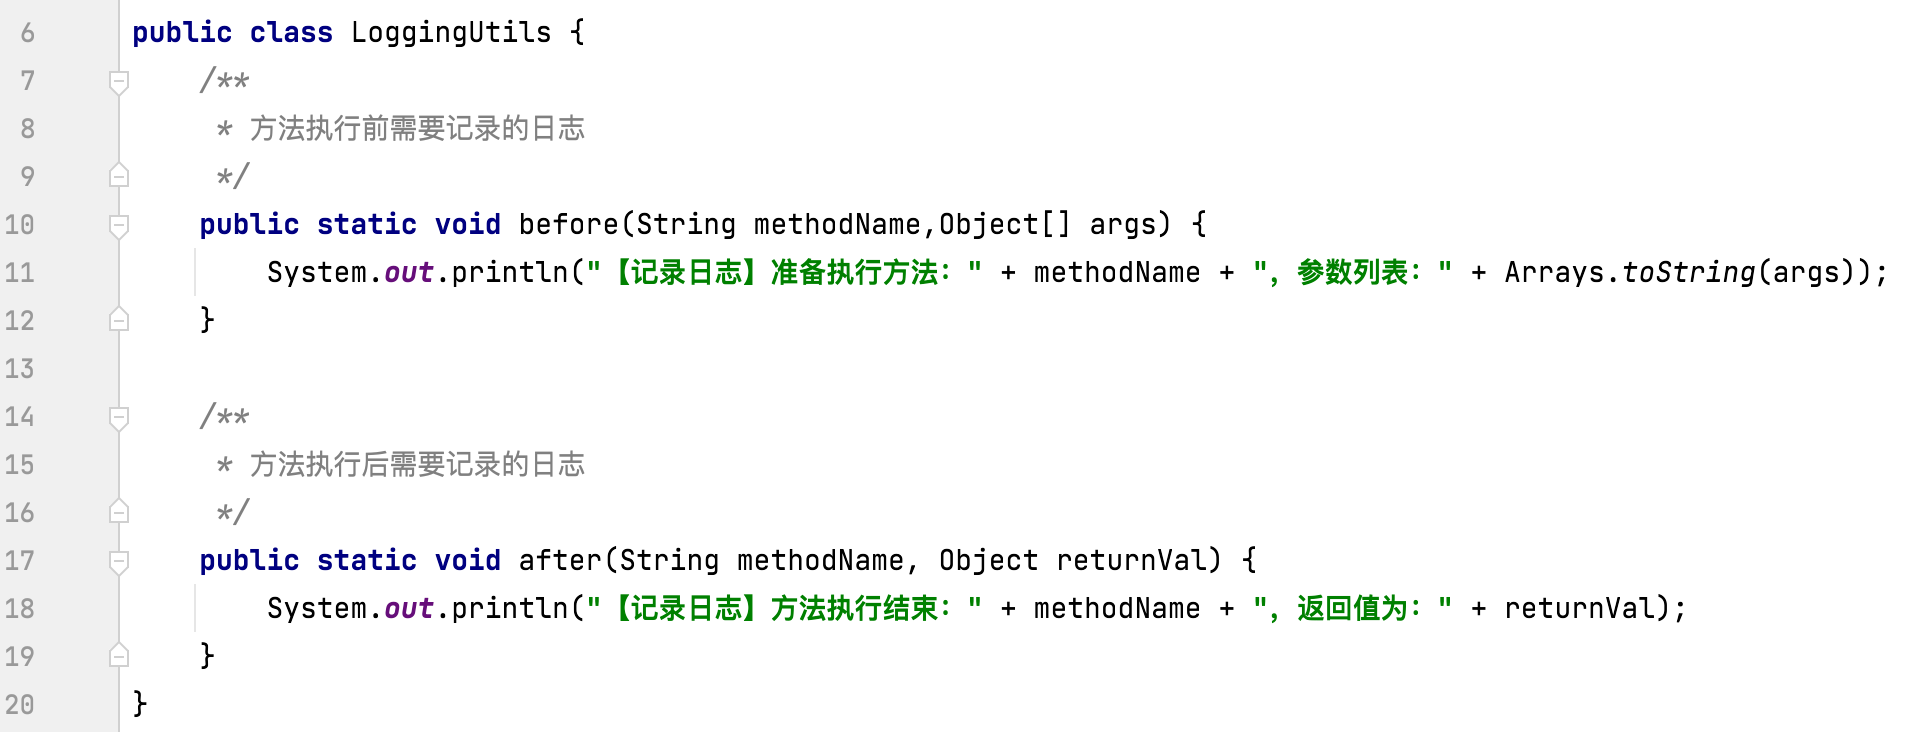 6 public class LoggingUtils {
7 /**
8 * 方法执行前需要记录的日志
9 */
10 public static void before(String methodName,Object[] args) {
11 System.out.println("【记录日志】准备执行方法：" + methodName + "，参数列表：" + Arrays.toString(args));
12 }
13
14 /**
15 * 方法执行后需要记录的日志
16 */
17 public static void after(String methodName, Object returnVal) {
18 System.out.println("【记录日志】方法执行结束：" + methodName + "，返回值为：" + returnVal);
19 }
20 }